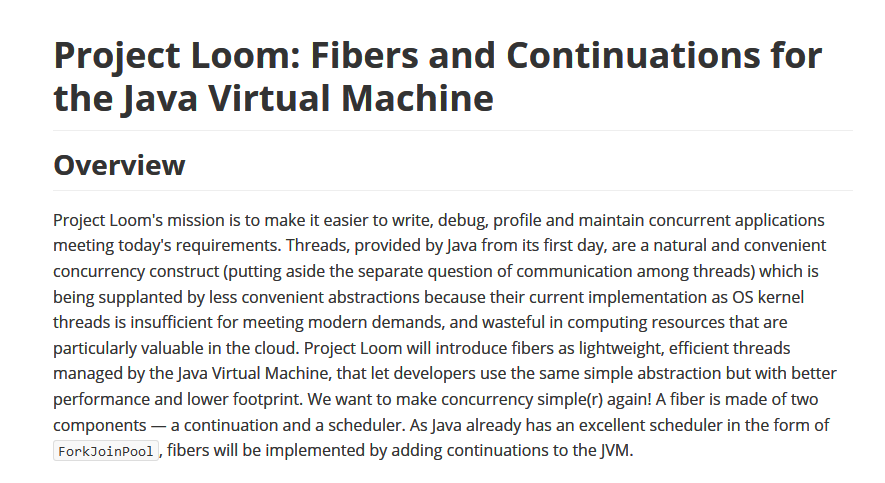 Project Loom: Fibers and Continuations for
the Java Virtual Machine
Overview
Project Loom's mission is to make it easier to write, debug, profile and maintain concurrent applications
meeting today's requirements. Threads, provided by Java from its first day, are a natural and convenient
concurrency construct (putting aside the separate question of communication among threads) which is
being supplanted by less convenient abstractions because their current implementation as OS kernel
threads is insufficient for meeting modern demands, and wasteful in computing resources that are
particularly valuable in the cloud. Project Loom will introduce fibers as lightweight, efficient threads
managed by the Java Virtual Machine, that let developers use the same simple abstraction but with better
performance and lower footprint. We want to make concurrency simple(r) again! A fiber is made of two
components — a continuation and a scheduler. As Java already has an excellent scheduler in the form of
ForkJoinPool, fibers will be implemented by adding continuations to the JVM.